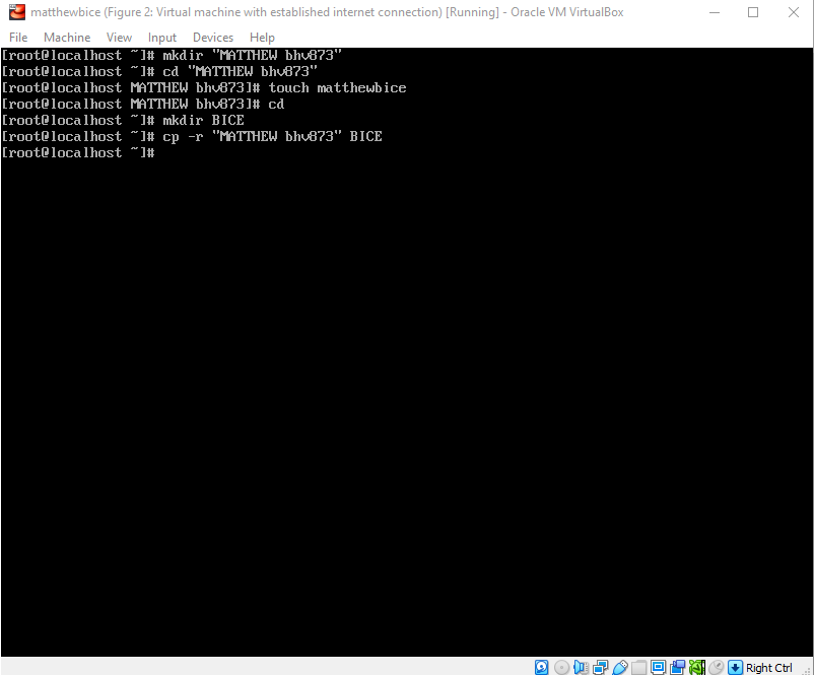 matthewbice (Figure 2: Virtual machine with established internet connection) [Running] - Oracle VM VirtualBox
File Machine View Input Devices Help
[root@localhost ~]# mkdir "MATTHEW bhv873"
[root@localhost ~]# cd "MATTHEW bhv873"
[root@localhost MATTHEW bhv873]# touch matthewbice
[root@localhost MATTHEW bhv873]# cd
[root@localhost ~]# mkdir BICE
[root@localhost ~]# cp -r "MATTHEW bhv873" BICE
[root@localhost ~]#
Right Ctrl